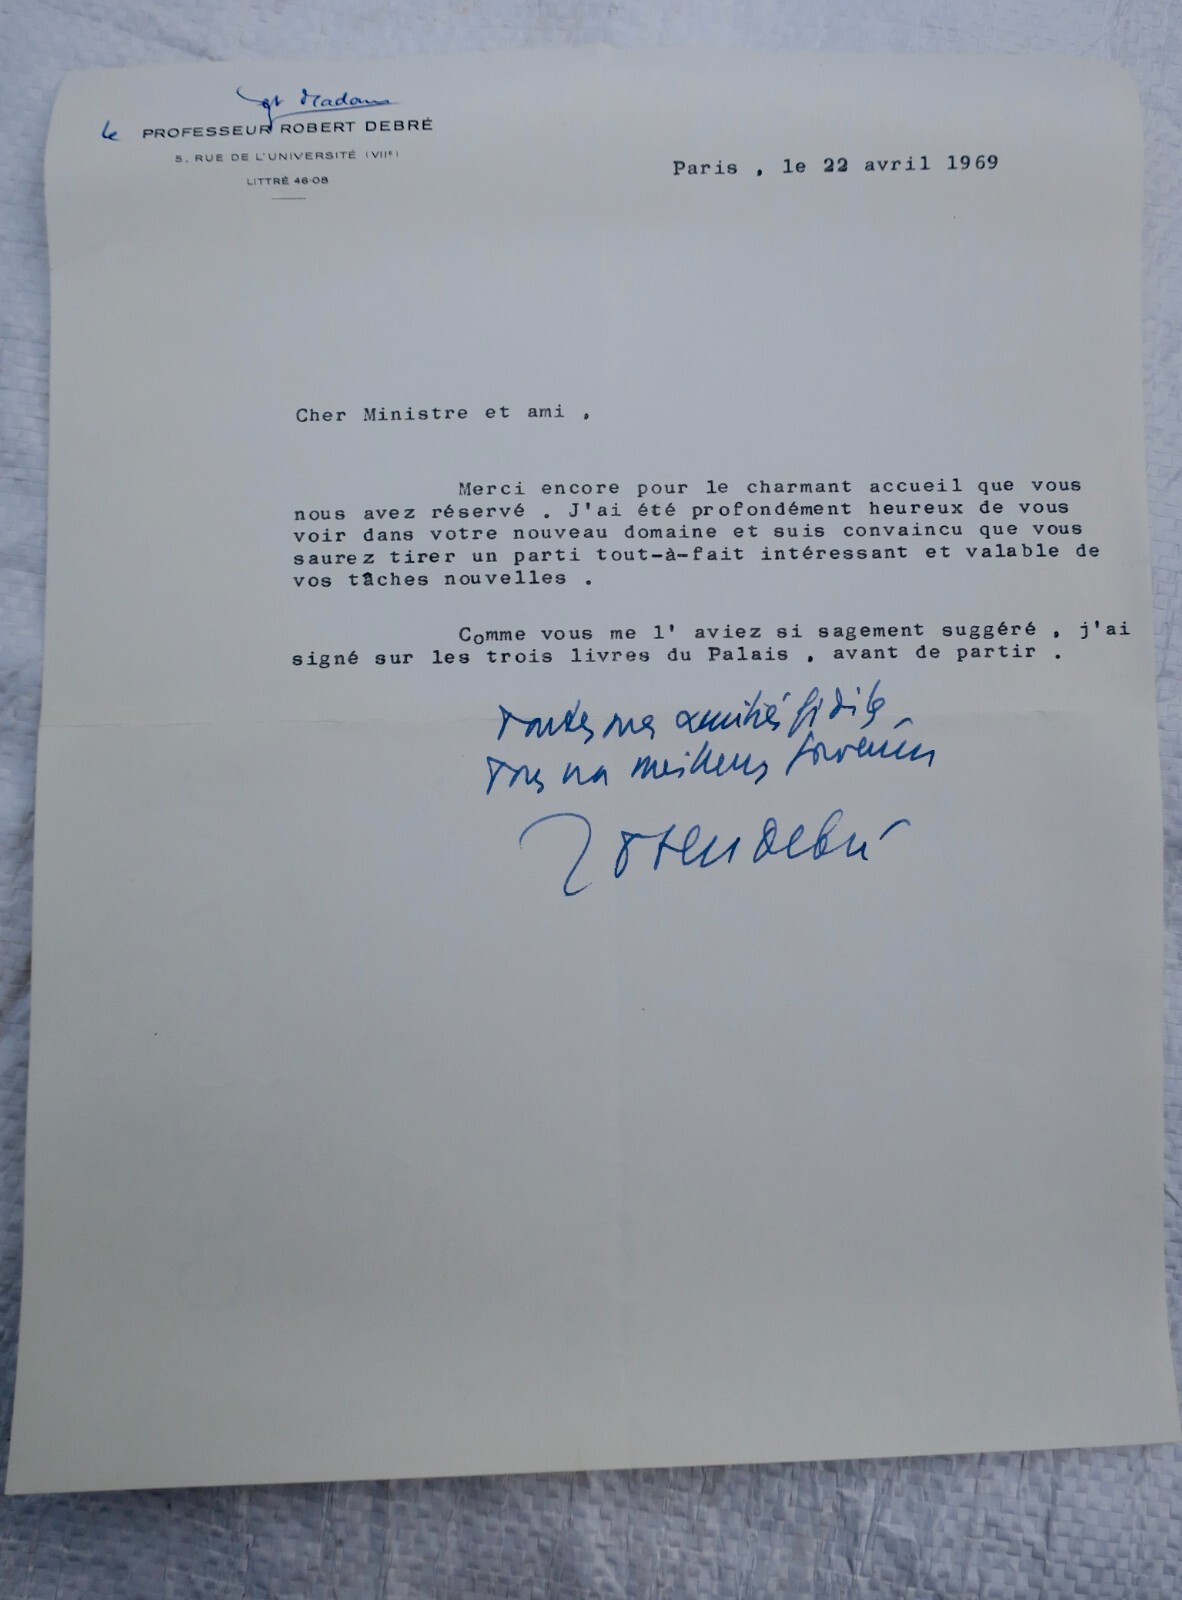 et Madame
le PROFESSEUR ROBERT DEBRÉ
5, RUE DE L'UNIVERSITÉ (VIIe)
LITTRÉ 46-08
Paris , le 22 avril 1969
Cher Ministre et ami ,
Merci encore pour le charmant accueil que vous
nous avez réservé . J'ai été profondément heureux de vous
voir dans votre nouveau domaine et suis convaincu que vous
saurez tirer un parti tout-à-fait intéressant et valable de
vos tâches nouvelles .
Comme vous me l' aviez si sagement suggéré , j'ai
signé sur les trois livres du Palais , avant de partir .
Toutes mes amitiés fidèles
Tous mes meilleurs souvenirs
Robert Debré